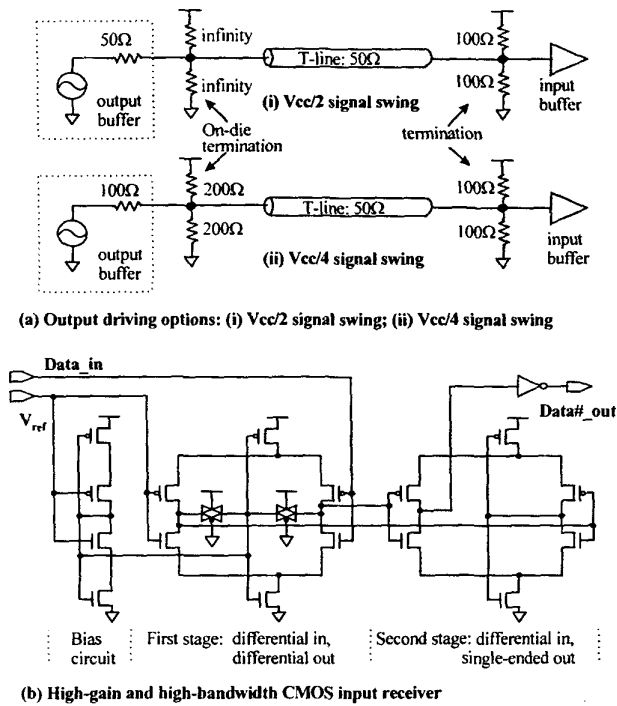 50Ω
infinity
infinity
T-line: 50Ω
100Ω
100Ω
output
buffer
(i) Vcc/2 signal swing
input
buffer
On-die
termination
termination
100Ω
200Ω
200Ω
T-line: 50Ω
100Ω
100Ω
output
buffer
(ii) Vcc/4 signal swing
input
buffer
(a) Output driving options: (i) Vcc/2 signal swing; (ii) Vcc/4 signal swing
Data_in
Vref
Data#_out
Bias
circuit
First stage: differential in,
differential out
Second stage: differential in,
single-ended out
(b) High-gain and high-bandwidth CMOS input receiver